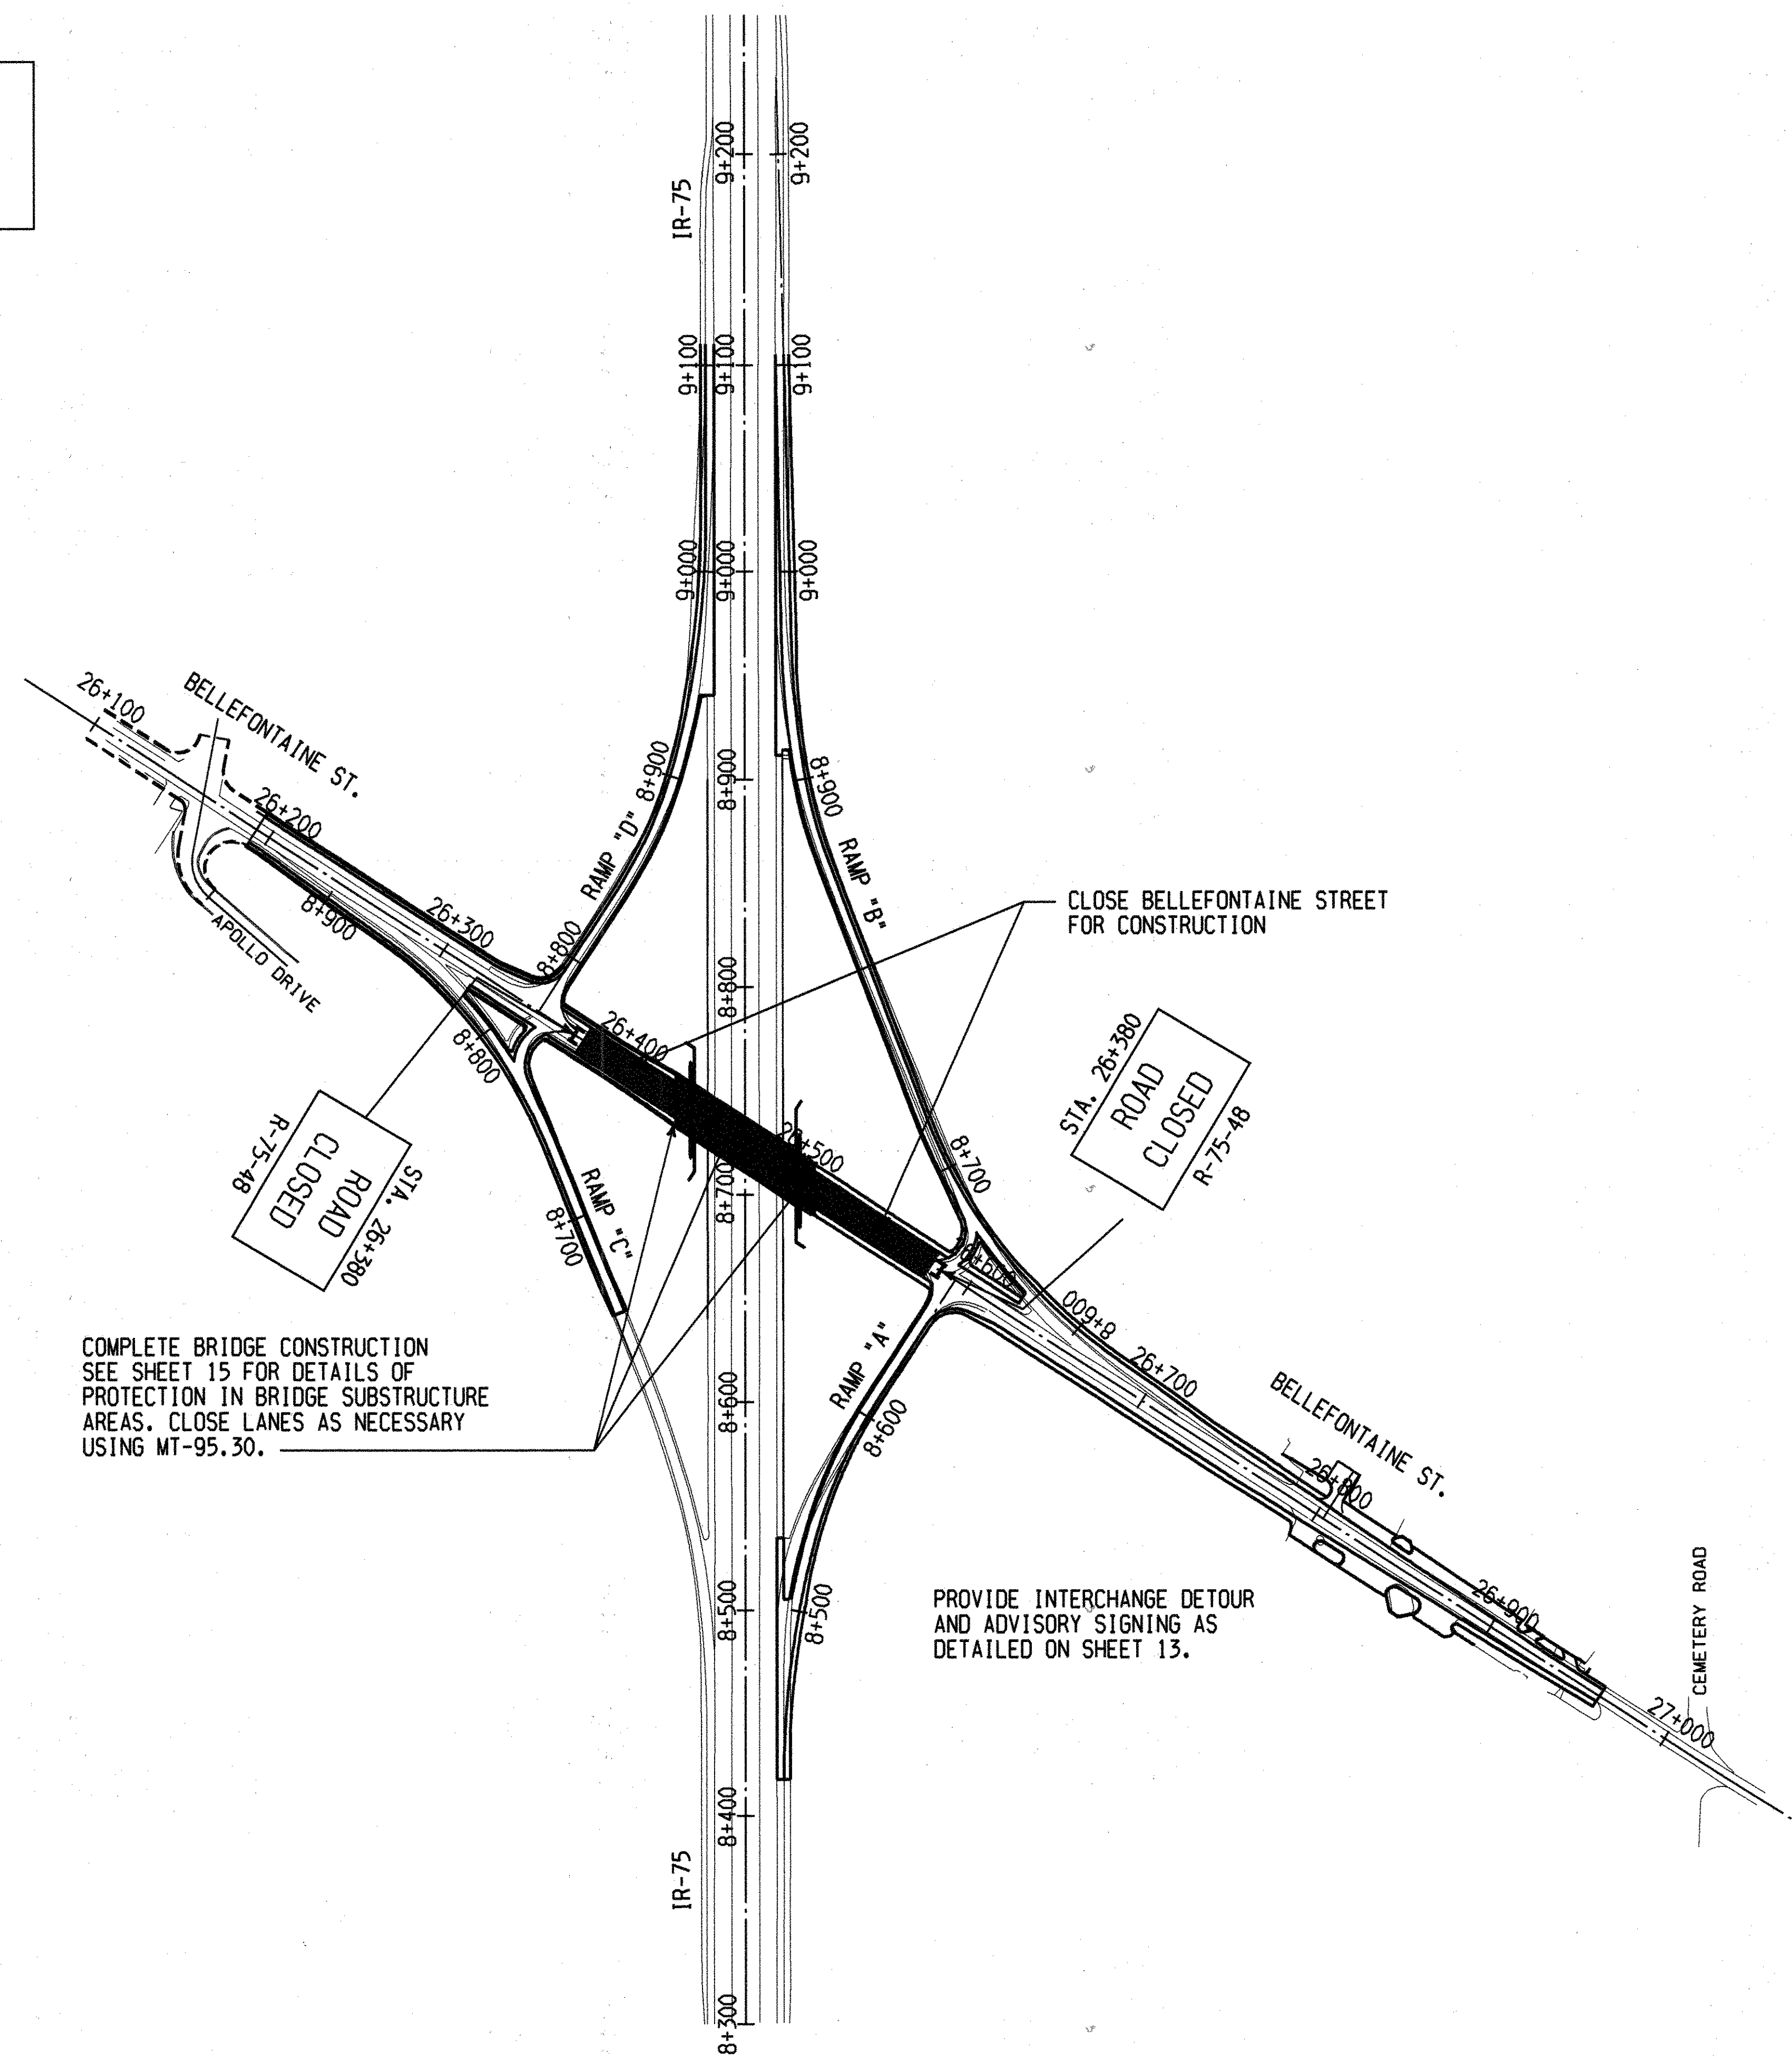 9+200
9+200
IR-75
9+100
9+100
9+100
9+000
9+000
9+000
26+100
BELLEFONTAINE ST.
8+900
8+900
8+900
26+200
RAMP "D"
RAMP "B"
8+900
26+300
8+800
APOLLO DRIVE
CLOSE BELLEFONTAINE STREET
FOR CONSTRUCTION
8+800
26+400
8+800
STA. 26+380
ROAD
CLOSED
R-75-48
STA. 26+380
ROAD
CLOSED
R-75-48
26+500
8+700
8+700
RAMP "C"
8+700
8+600
26+700
RAMP "A"
COMPLETE BRIDGE CONSTRUCTION
SEE SHEET 15 FOR DETAILS OF
PROTECTION IN BRIDGE SUBSTRUCTURE
AREAS. CLOSE LANES AS NECESSARY
USING MT-95.30.
8+600
8+600
BELLEFONTAINE ST.
26+800
8+500
8+500
PROVIDE INTERCHANGE DETOUR
AND ADVISORY SIGNING AS
DETAILED ON SHEET 13.
26+900
CEMETERY ROAD
27+000
8+400
IR-75
8+300